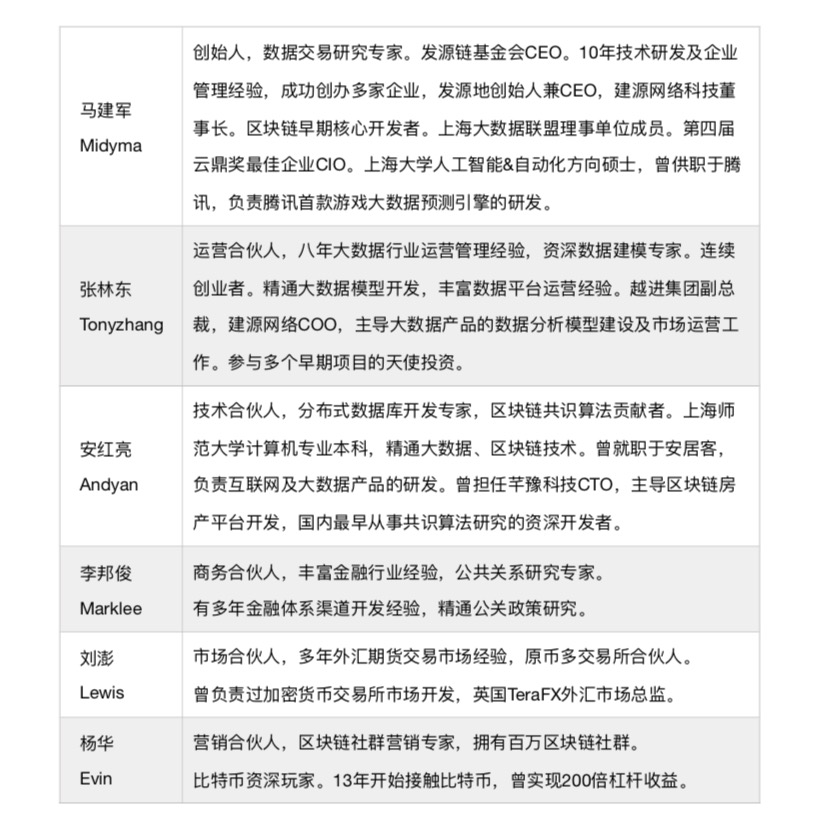 马建军
Midyma
创始人，数据交易研究专家。发源链基金会CEO。10年技术研发及企业
管理经验，成功创办多家企业，发源地创始人兼CEO，建源网络科技董
事长。区块链早期核心开发者。上海大数据联盟理事单位成员。第四届
云鼎奖最佳企业CIO。上海大学人工智能&自动化方向硕士，曾供职于腾
讯，负责腾讯首款游戏大数据预测引擎的研发。
张林东
Tonyzhang
运营合伙人，八年大数据行业运营管理经验，资深数据建模专家。连续
创业者。精通大数据模型开发，丰富数据平台运营经验。越进集团副总
裁，建源网络COO，主导大数据产品的数据分析模型建设及市场运营工
作。参与多个早期项目的天使投资。
安红亮
Andyan
技术合伙人，分布式数据库开发专家，区块链共识算法贡献者。上海师
范大学计算机专业本科，精通大数据、区块链技术。曾就职于安居客，
负责互联网及大数据产品的研发。曾担任芊豫科技CTO，主导区块链房
产平台开发，国内最早从事共识算法研究的资深开发者。
李邦俊
Marklee
商务合伙人，丰富金融行业经验，公共关系研究专家。
有多年金融体系渠道开发经验，精通公关政策研究。
刘澎
Lewis
市场合伙人，多年外汇期货交易市场经验，原币多交易所合伙人。
曾负责过加密货币交易所市场开发，英国TeraFX外汇市场总监。
杨华
Evin
营销合伙人，区块链社群营销专家，拥有百万区块链社群。
比特币资深玩家。13年开始接触比特币，曾实现200倍杠杆收益。